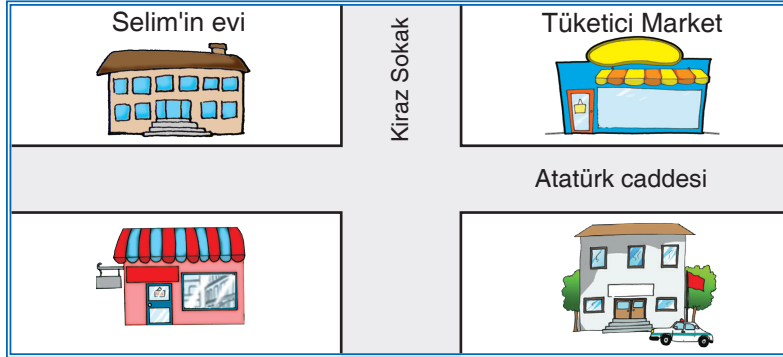 Selim'in evi
Tüketici Market
Kiraz Sokak
Atatürk caddesi